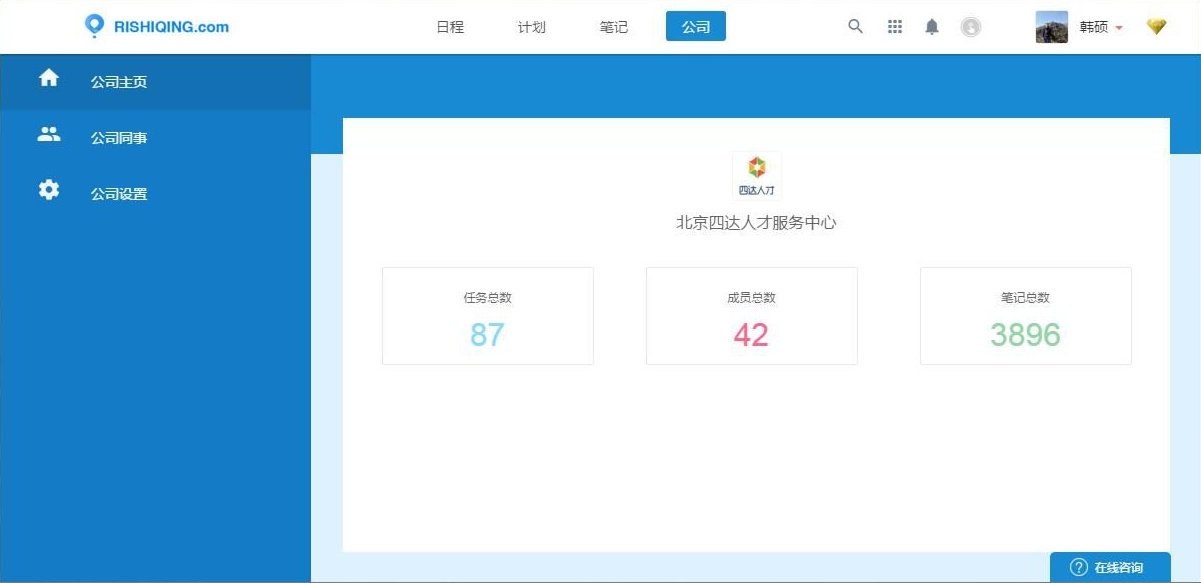 RISHIQING.com
日程
计划
笔记
公司
韩硕
公司主页
公司同事
公司设置
四达人才
北京四达人才服务中心
任务总数
87
成员总数
42
笔记总数
3896
? 在线咨询